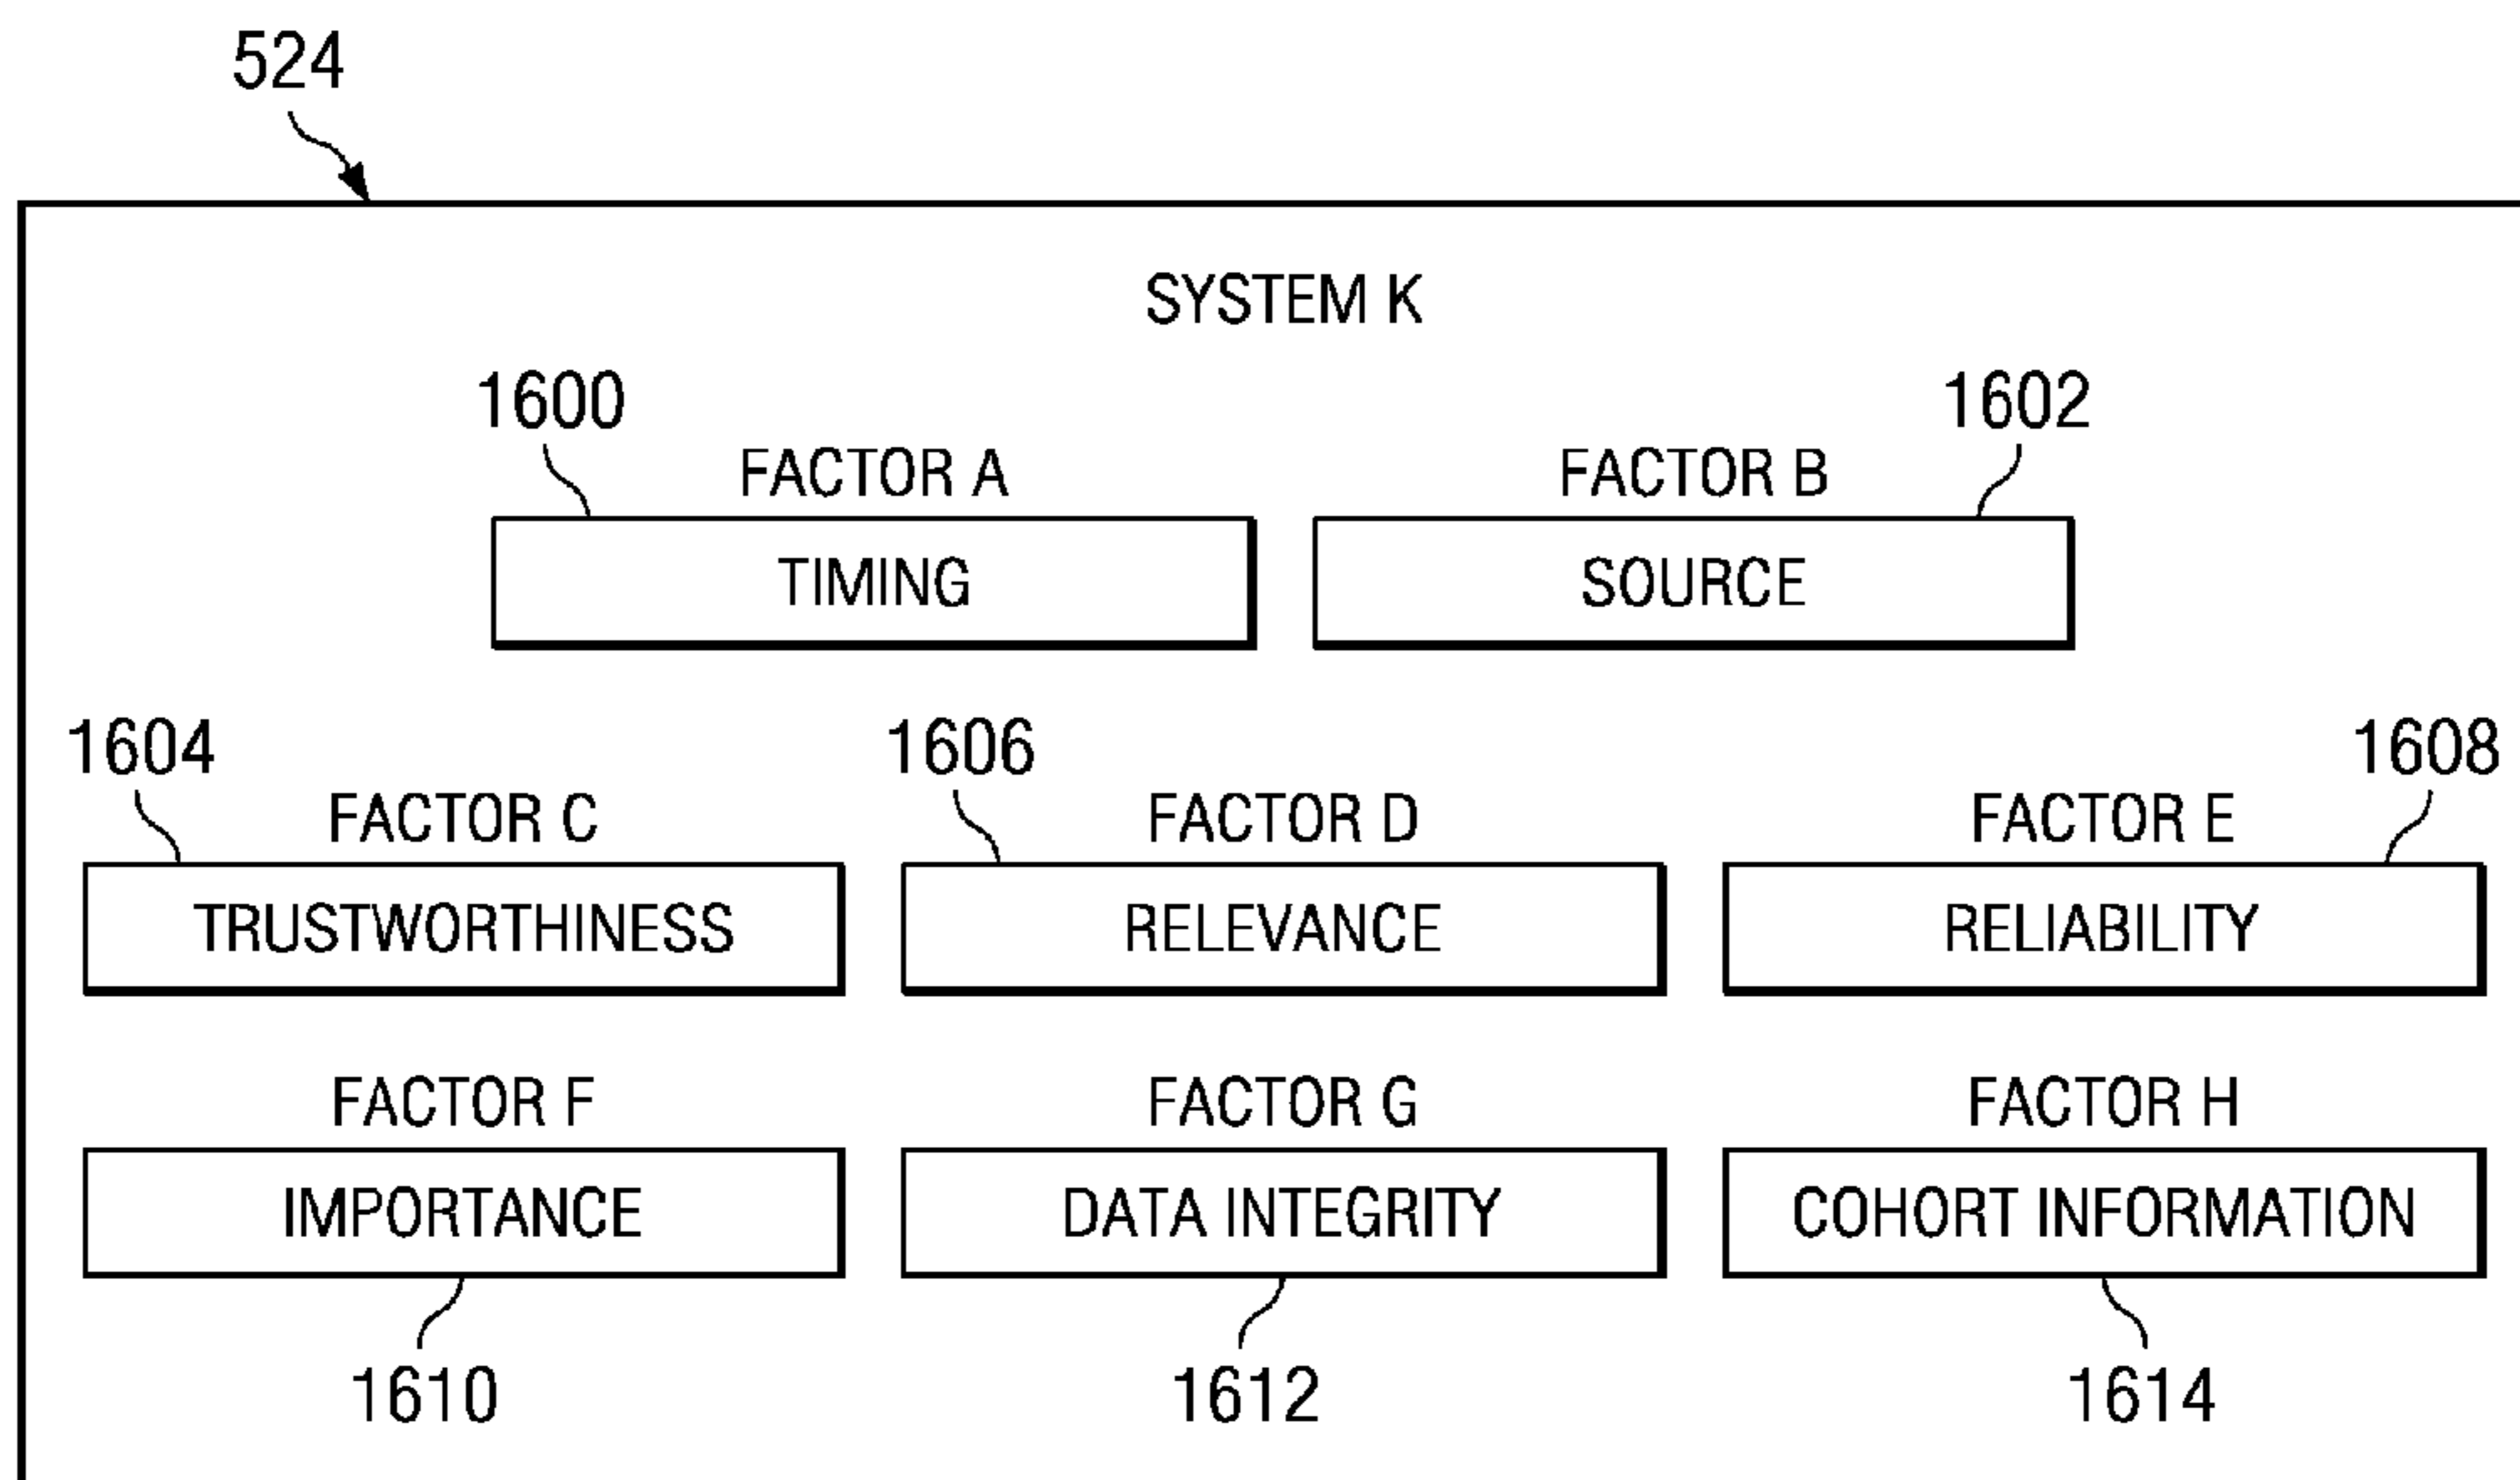 524
SYSTEM K
1600
1602
FACTOR A
FACTOR B
TIMING
SOURCE
1604
1606
1608
FACTOR C
FACTOR D
FACTOR E
TRUSTWORTHINESS
RELEVANCE
RELIABILITY
FACTOR F
FACTOR G
FACTOR H
IMPORTANCE
DATA INTEGRITY
COHORT INFORMATION
1610
1612
1614